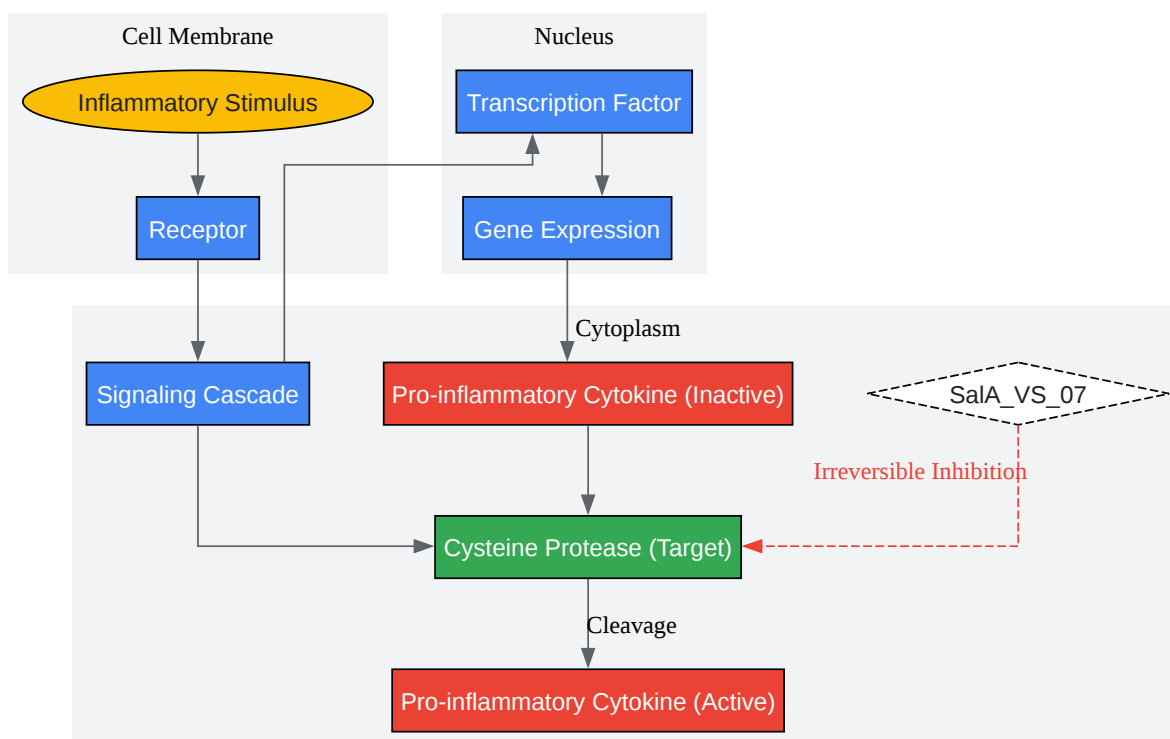 Cell Membrane
Nucleus
Inflammatory Stimulus
Transcription Factor
Receptor
Gene Expression
Cytoplasm
Signaling Cascade
Pro-inflammatory Cytokine (Inactive)
SalA_VS_07
Irreversible Inhibition
Cysteine Protease (Target)
Cleavage
Pro-inflammatory Cytokine (Active)